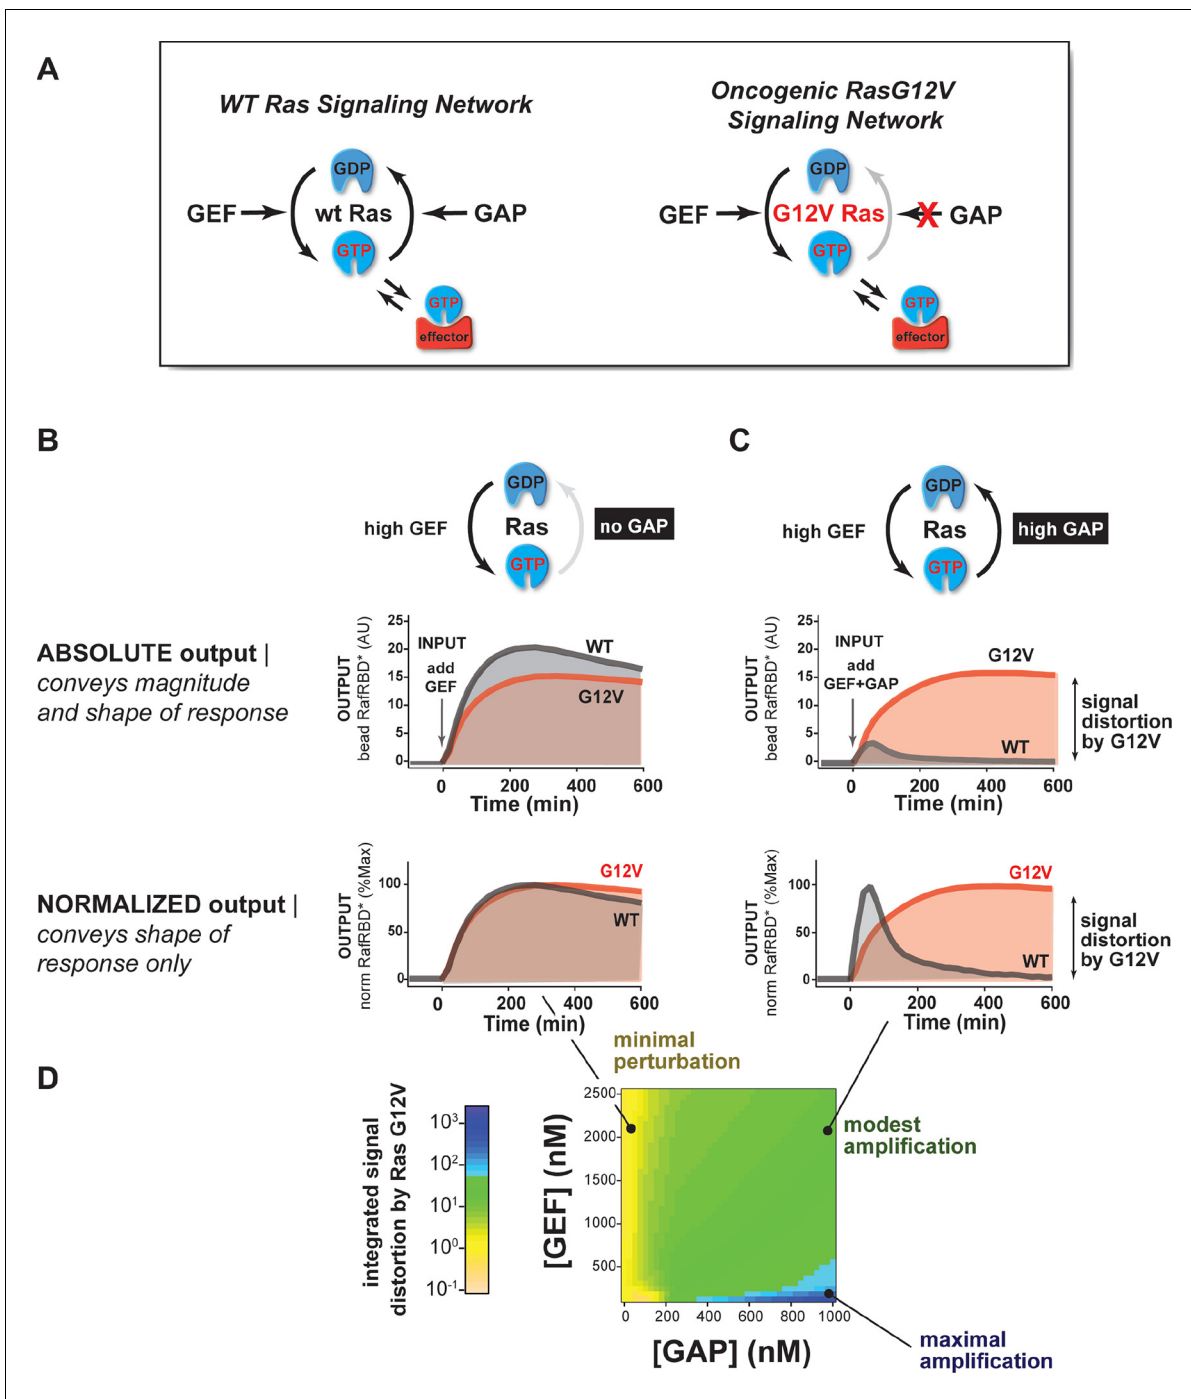 A
WT Ras Signaling Network
Oncogenic RasG12V
Signaling Network
GDP
GEF
wt Ras
GAP
GTP
GTP
effector
GDP
GEF
G12V Ras
X
GAP
GTP
GTP
effector
B
GDP
high GEF
Ras
no GAP
GTP
C
GDP
high GEF
Ras
high GAP
GTP
ABSOLUTE output |
conveys magnitude
and shape of response
OUTPUT
bead RafRBD* (AU)
25
20
15
10
5
0
INPUT
add
GEF
WT
G12V
0 200 400 600
Time (min)
OUTPUT
bead RafRBD* (AU)
25
20
15
10
5
0
INPUT
add
GEF+GAP
G12V
WT
0 200 400 600
Time (min)
signal
distortion
by G12V
NORMALIZED output |
conveys shape of
response only
OUTPUT
norm RafRBD* (%Max)
100
50
0
G12V
WT
0 200 400 600
Time (min)
OUTPUT
norm RafRBD* (%Max)
100
50
0
G12V
WT
0 200 400 600
Time (min)
signal
distortion
by G12V
D
integrated signal
distortion by Ras G12V
10³
10²
10¹
10⁰
10⁻¹
minimal
perturbation
[GEF] (nM)
2500
2000
1500
1000
500
0 200 400 600 800 1000
[GAP] (nM)
modest
amplification
maximal
amplification